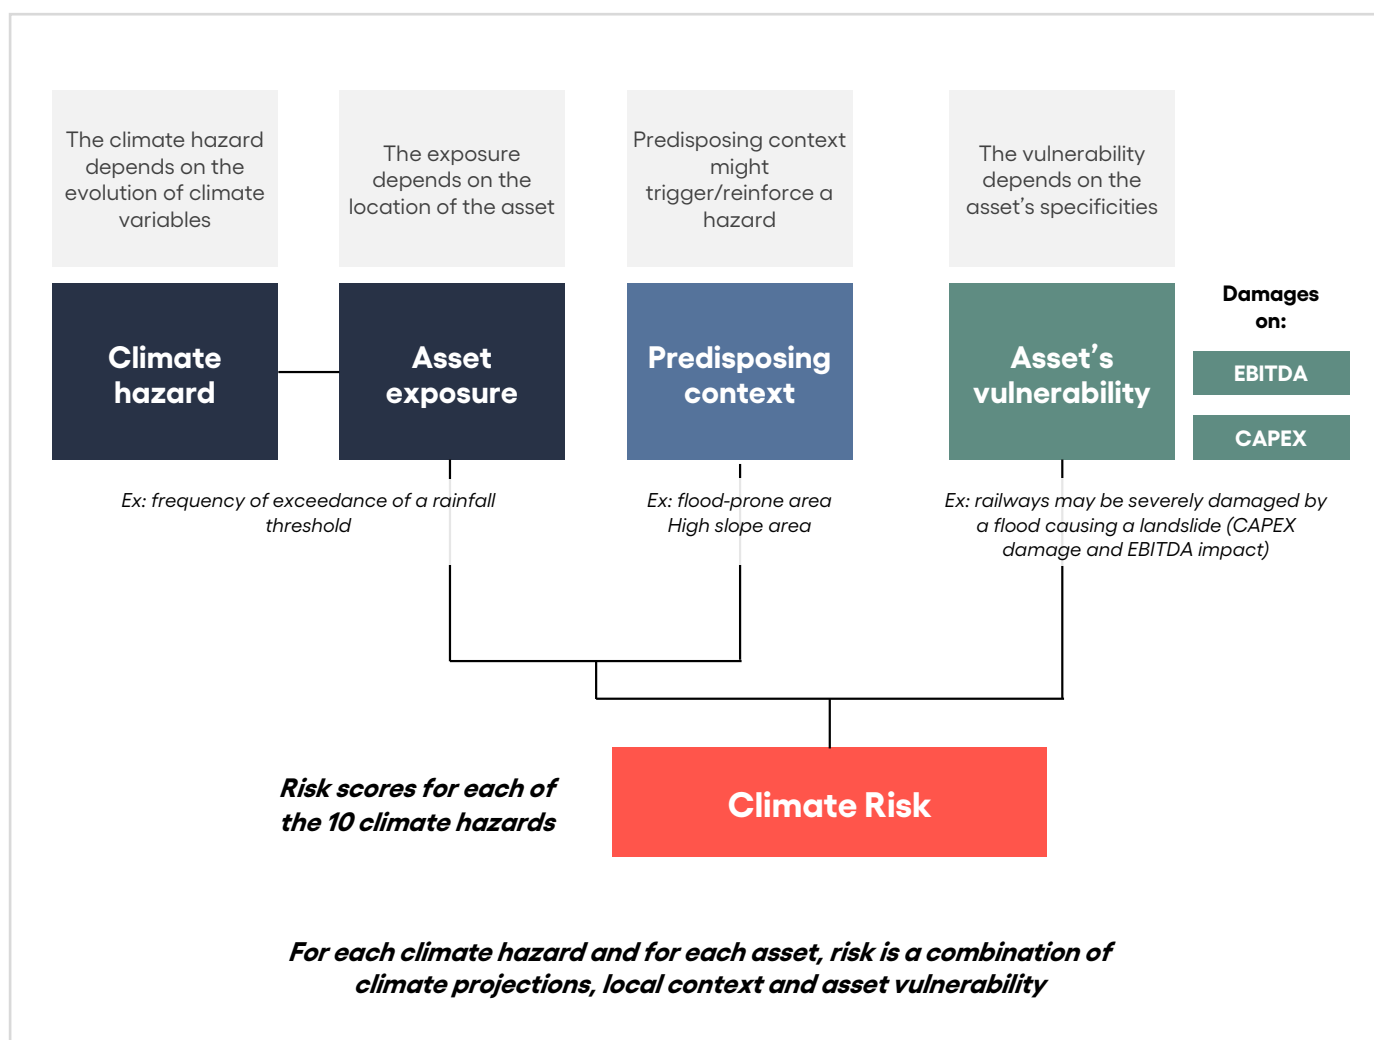 The climate hazard
depends on the
evolution of climate
variables
The exposure
depends on the
location of the asset
Predisposing context
might
trigger/reinforce a
hazard
The vulnerability
depends on the
asset's specificities
Climate
hazard
Asset
exposure
Predisposing
context
Asset's
vulnerability
Damages
on:
EBITDA
CAPEX
Ex: frequency of exceedance of a rainfall
threshold
Ex: flood-prone area
High slope area
Ex: railways may be severely damaged by
a flood causing a landslide (CAPEX
damage and EBITDA impact)
Risk scores for each of
the 10 climate hazards
Climate Risk
For each climate hazard and for each asset, risk is a combination of
climate projections, local context and asset vulnerability